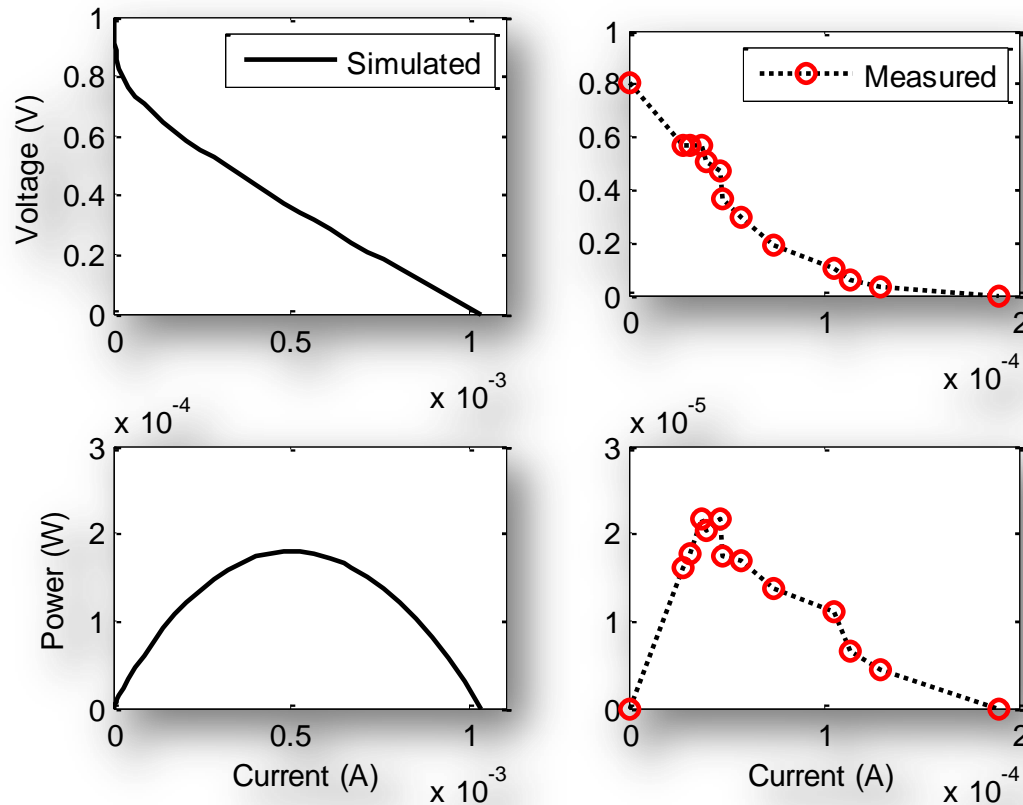 Simulated
Voltage (V)
1
0.8
0.6
0.4
0.2
0
0 0.5 1
x 10-3
Measured
1
0.8
0.6
0.4
0.2
0
0 1 2
x 10-4
x 10-4
Power (W)
3
2
1
0
0 0.5 1
Current (A)
x 10-3
x 10-5
3
2
1
0
0 1 2
Current (A)
x 10-4